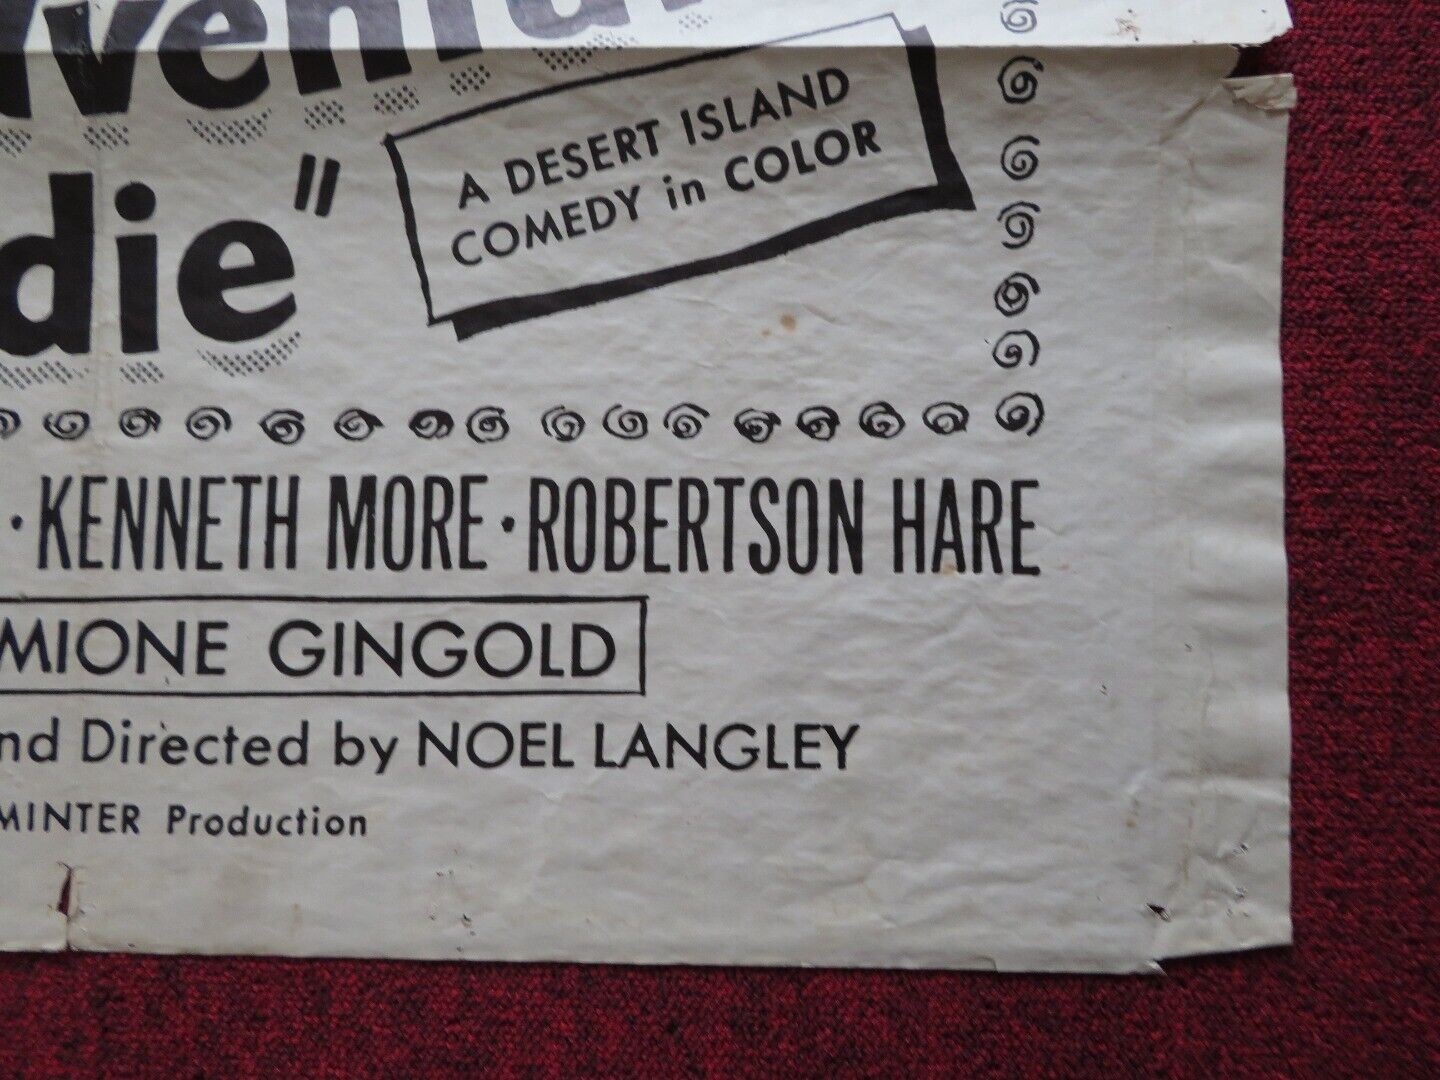 die"
A DESERT ISLAND
COMEDY in COLOR
· KENNETH MORE · ROBERTSON HARE
MIONE GINGOLD
nd Directed by NOEL LANGLEY
MINTER Production